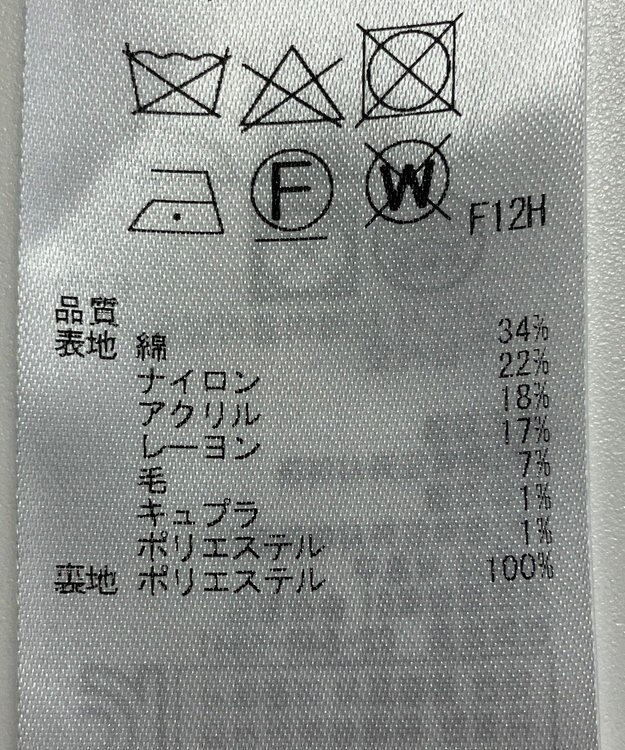 F
W
F12H
品質
表地 綿 34%
ナイロン 22%
アクリル 18%
レーヨン 17%
毛 7%
キュプラ 1%
ポリエステル 1%
裏地 ポリエステル 100%